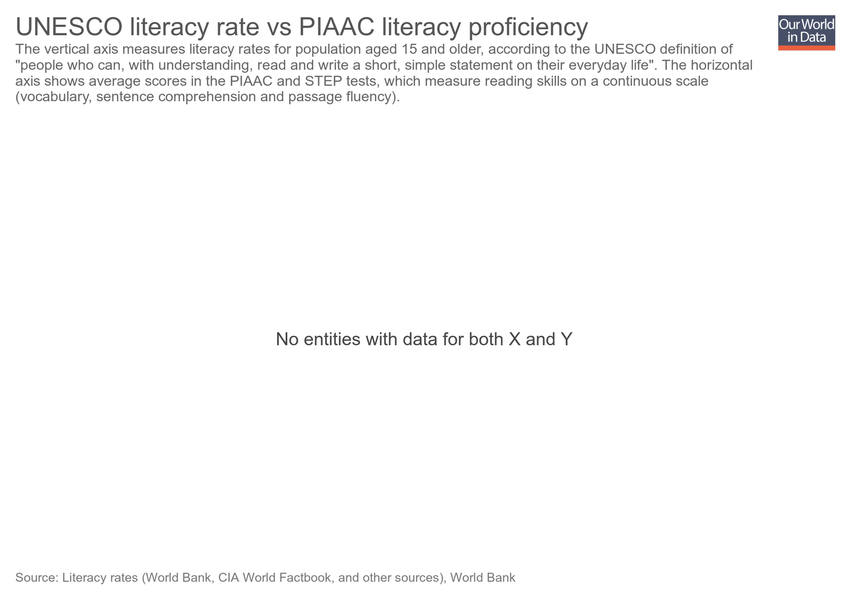 UNESCO literacy rate vs PIAAC literacy proficiency
Our World
in Data
The vertical axis measures literacy rates for population aged 15 and older, according to the UNESCO definition of
"people who can, with understanding, read and write a short, simple statement on their everyday life". The horizontal
axis shows average scores in the PIAAC and STEP tests, which measure reading skills on a continuous scale
(vocabulary, sentence comprehension and passage fluency).
No entities with data for both X and Y
Source: Literacy rates (World Bank, CIA World Factbook, and other sources), World Bank